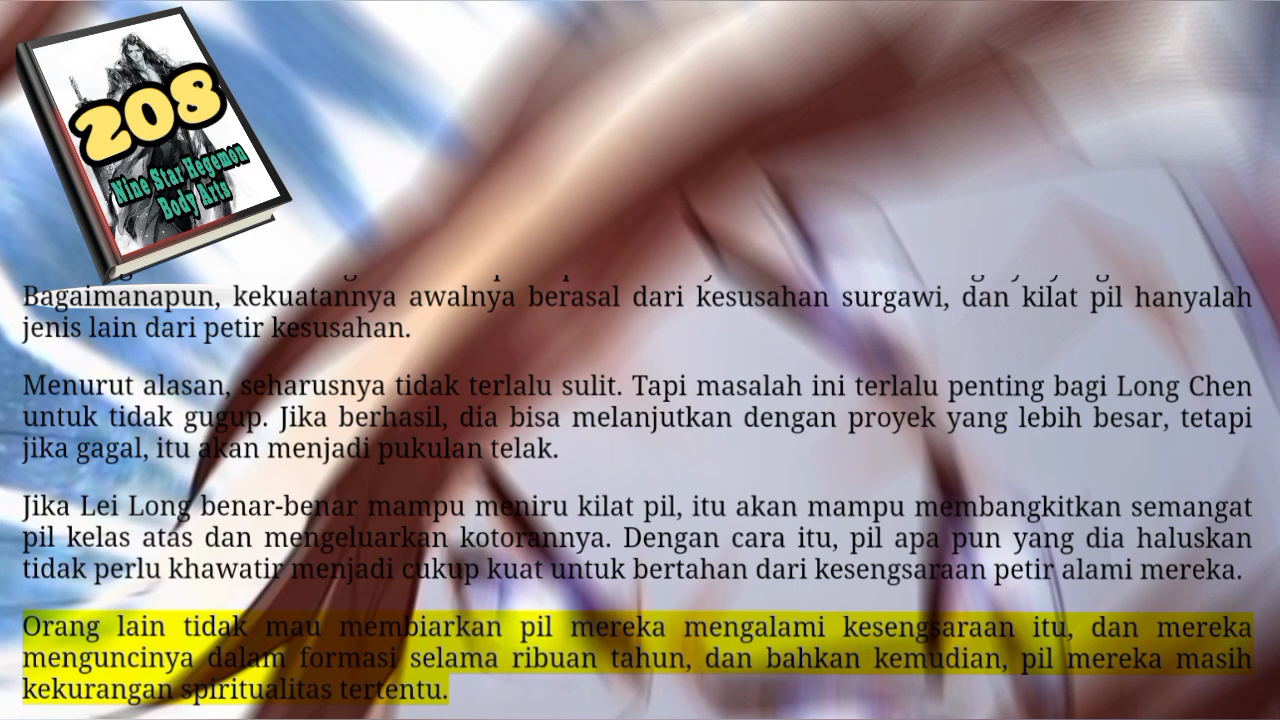 208
Nine Star Hegemon
Body Arts
Bagaimanapun, kekuatannya awalnya berasal dari kesusahan surgawi, dan kilat pil hanyalah
jenis lain dari petir kesusahan.
Menurut alasan, seharusnya tidak terlalu sulit. Tapi masalah ini terlalu penting bagi Long Chen
untuk tidak gugup. Jika berhasil, dia bisa melanjutkan dengan proyek yang lebih besar, tetapi
jika gagal, itu akan menjadi pukulan telak.
Jika Lei Long benar-benar mampu meniru kilat pil, itu akan mampu membangkitkan semangat
pil kelas atas dan mengeluarkan kotorannya. Dengan cara itu, pil apa pun yang dia haluskan
tidak perlu khawatir menjadi cukup kuat untuk bertahan dari kesengsaraan petir alami mereka.
Orang lain tidak mau membiarkan pil mereka mengalami kesengsaraan itu, dan mereka
menguncinya dalam formasi selama ribuan tahun, dan bahkan kemudian, pil mereka masih
kekurangan spiritualitas tertentu.